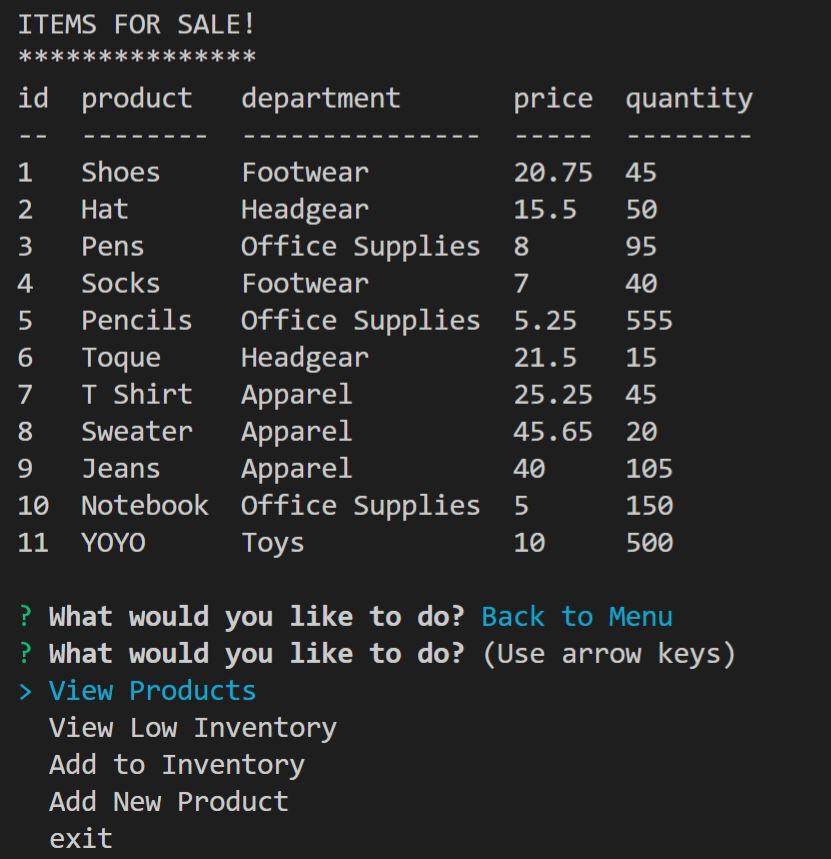 ITEMS FOR SALE!
***************
id  product   department       price  quantity
--  --------  ---------------  -----  --------
1   Shoes     Footwear         20.75  45
2   Hat       Headgear         15.5   50
3   Pens      Office Supplies  8      95
4   Socks     Footwear         7      40
5   Pencils   Office Supplies  5.25   555
6   Toque     Headgear         21.5   15
7   T Shirt   Apparel          25.25  45
8   Sweater   Apparel          45.65  20
9   Jeans     Apparel          40     105
10  Notebook  Office Supplies  5      150
11  YOYO      Toys             10     500
? What would you like to do? Back to Menu
? What would you like to do? (Use arrow keys)
> View Products
  View Low Inventory
  Add to Inventory
  Add New Product
  exit